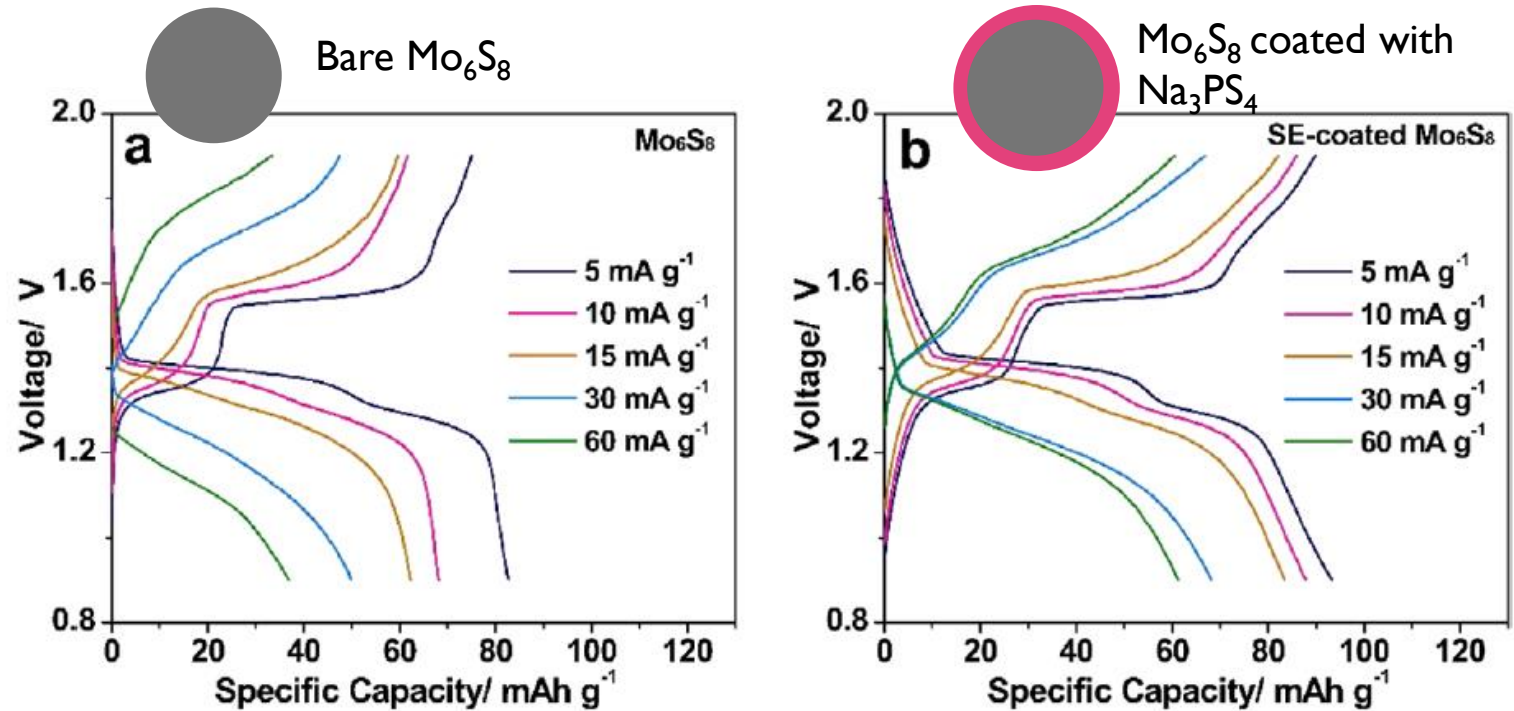 Bare Mo₆S₈
Mo₆S₈ coated with
Na₃PS₄
a
Mo₆S₈
2.0
1.6
1.2
0.8
Voltage/ V
5 mA g⁻¹
10 mA g⁻¹
15 mA g⁻¹
30 mA g⁻¹
60 mA g⁻¹
0 20 40 60 80 100 120
Specific Capacity/ mAh g⁻¹
b
SE-coated Mo₆S₈
2.0
1.6
1.2
0.8
Voltage/ V
5 mA g⁻¹
10 mA g⁻¹
15 mA g⁻¹
30 mA g⁻¹
60 mA g⁻¹
0 20 40 60 80 100 120
Specific Capacity/ mAh g⁻¹